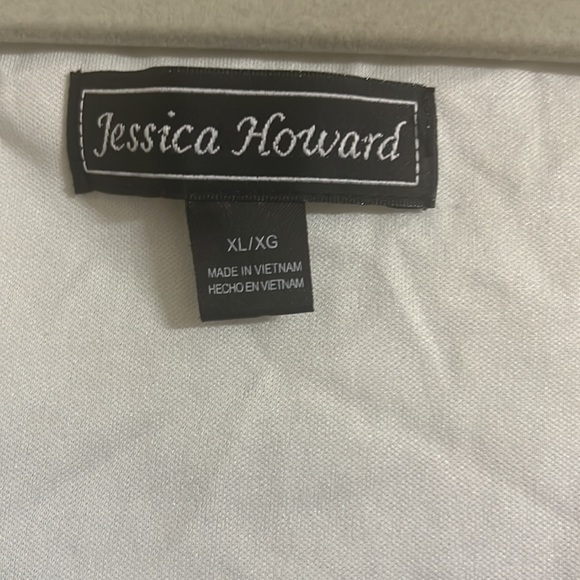 Jessica Howard
XL/XG
MADE IN VIETNAM
HECHO EN VIETNAM